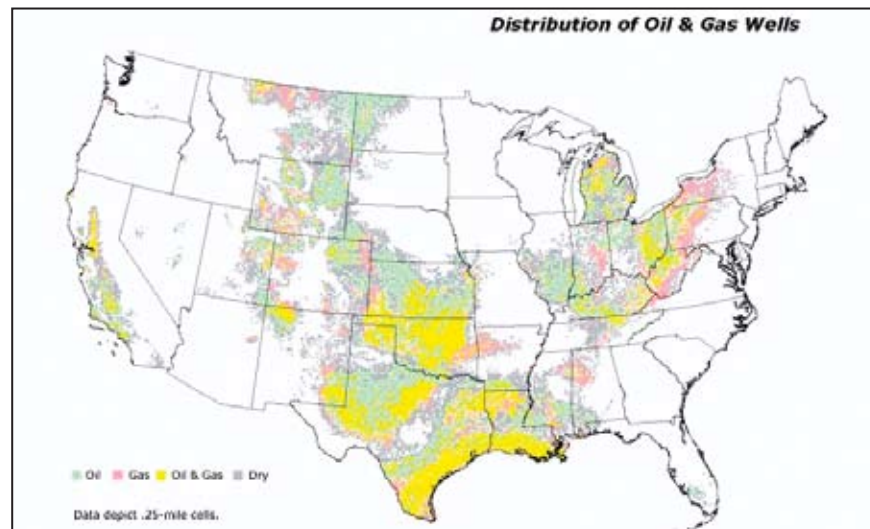 Distribution of Oil & Gas Wells
Oil Gas Oil & Gas Dry
Data depict .25-mile cells.